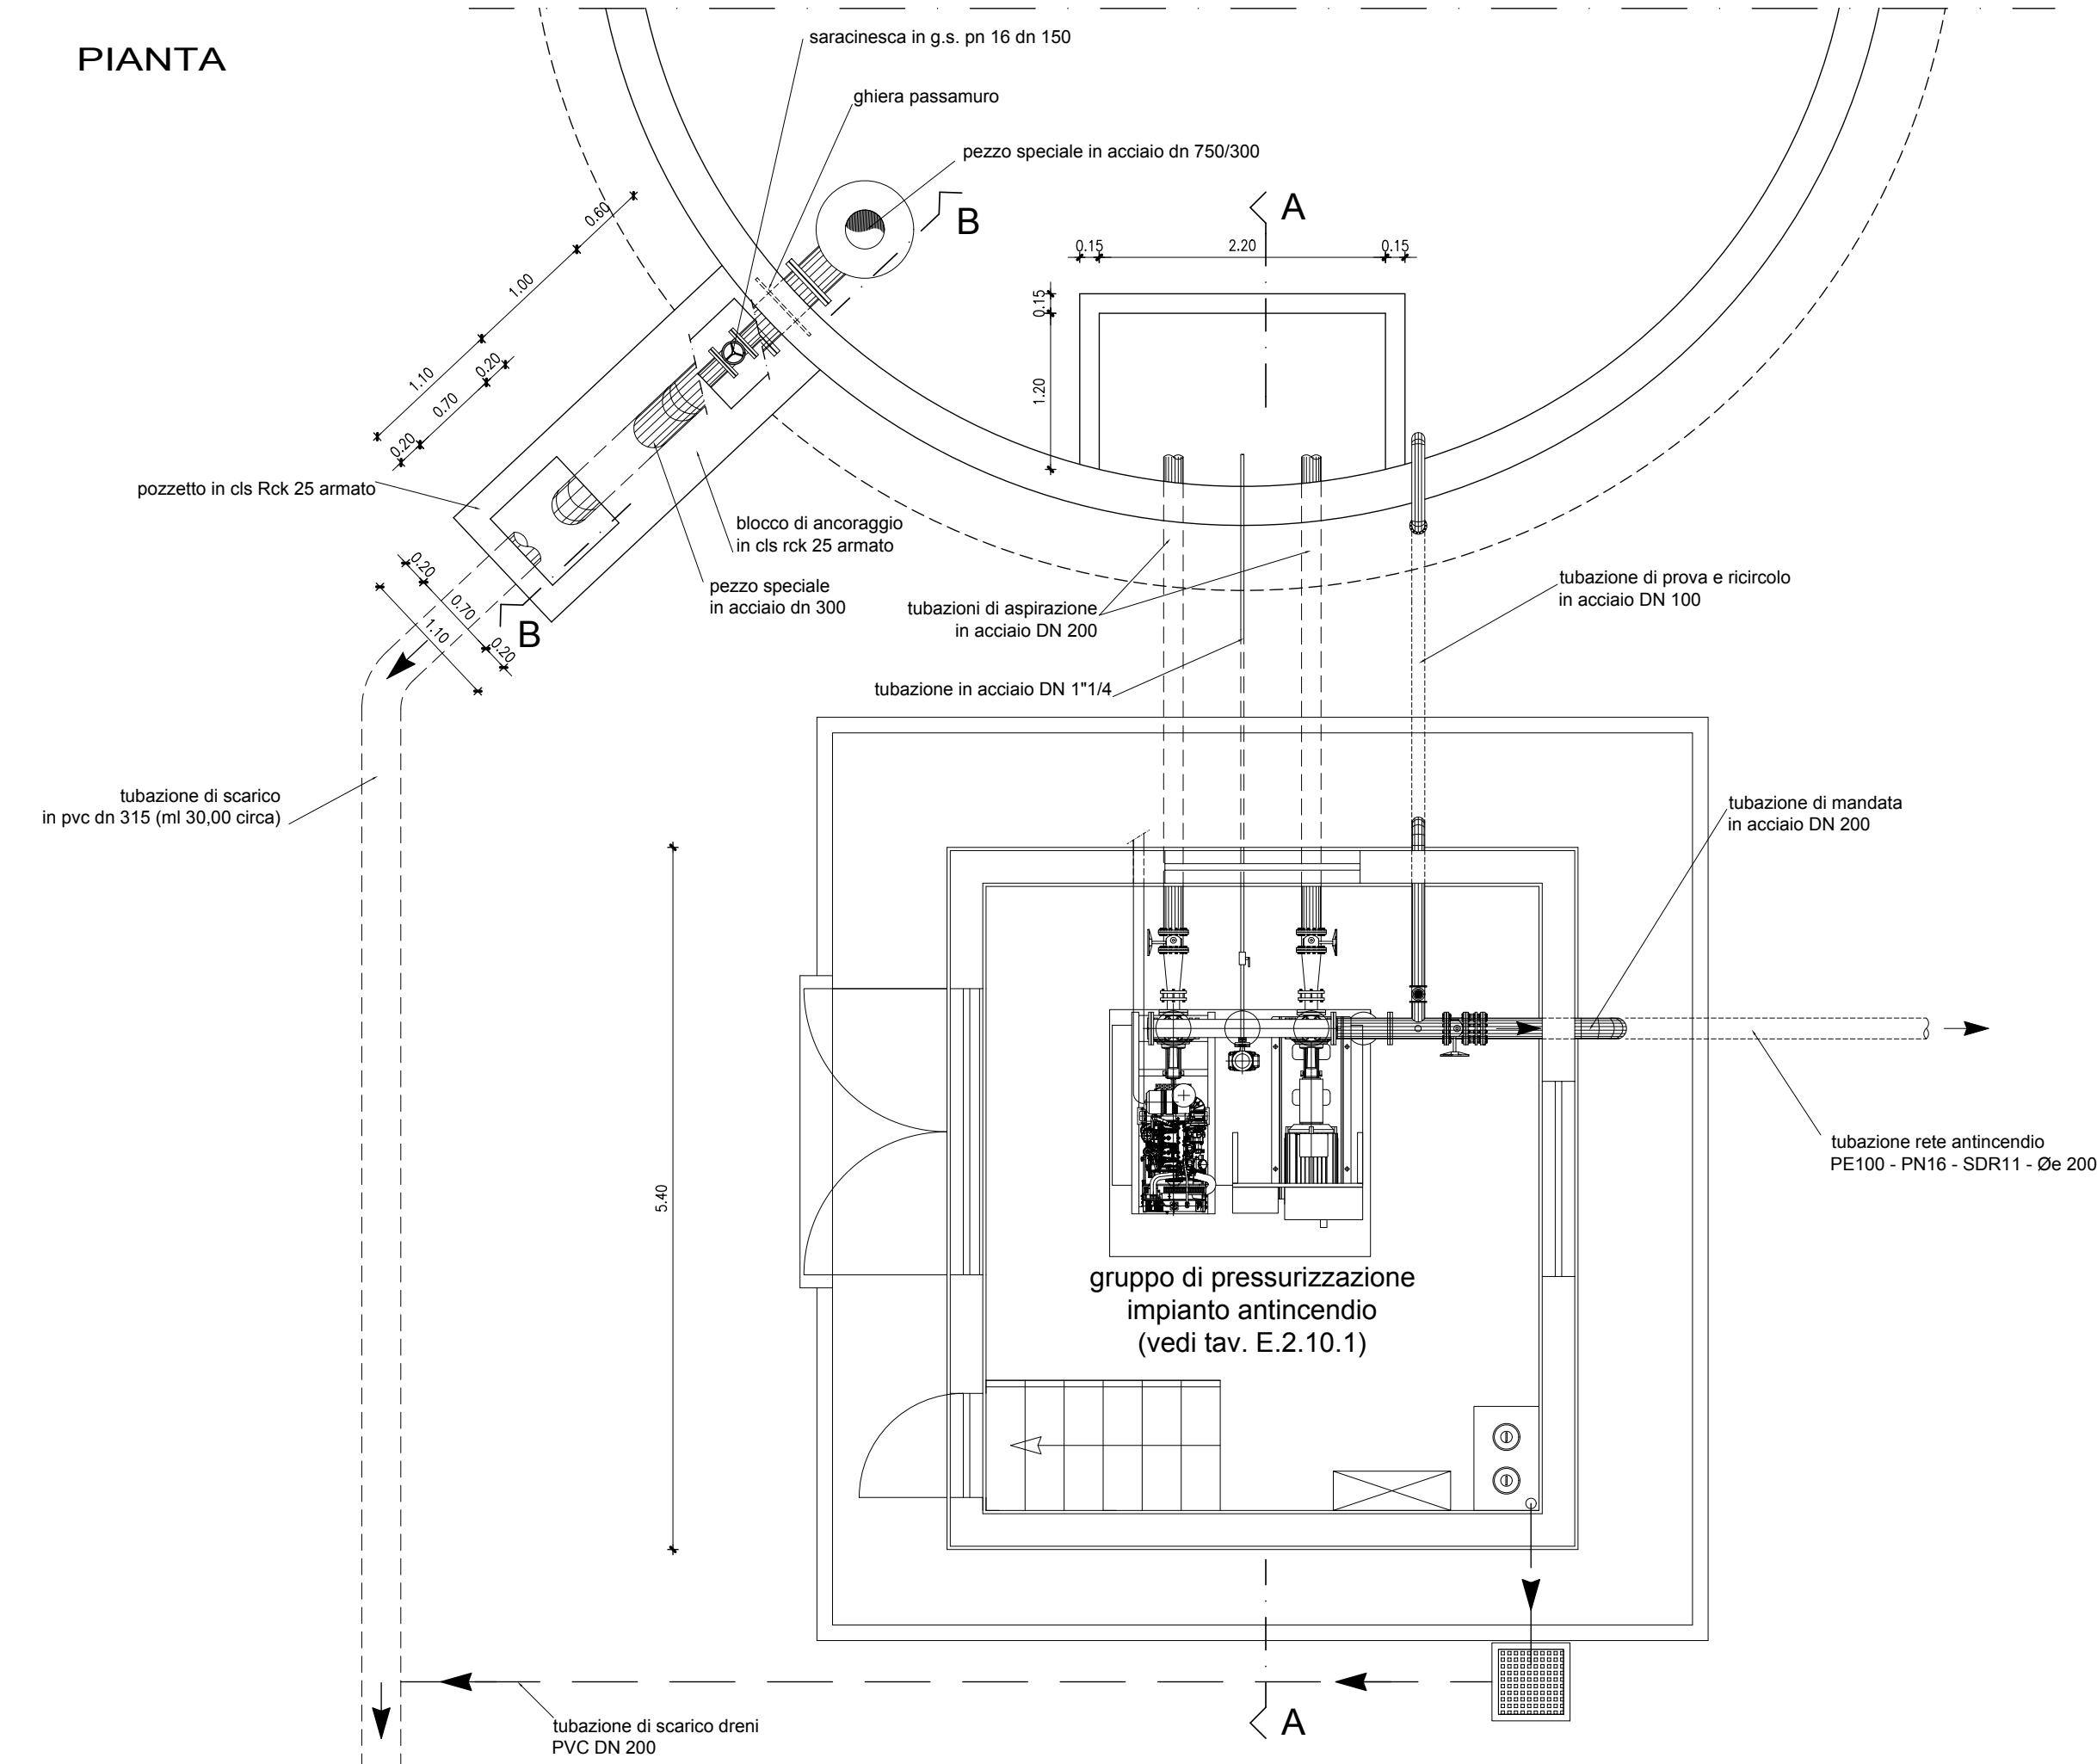 PIANTA
saracinesca in g.s. pn 16 dn 150
ghiera passamuro
pezzo speciale in acciaio dn 750/300
B
A
0.15
2.20
0.15
0.15
1.20
0.60
1.00
1.10
0.20
0.70
0.20
pozzetto in cls Rck 25 armato
blocco di ancoraggio
in cls rck 25 armato
pezzo speciale
in acciaio dn 300
0.20
0.70
1.10
0.20
B
tubazioni di aspirazione
in acciaio DN 200
tubazione in acciaio DN 1"1/4
tubazione di prova e ricircolo
in acciaio DN 100
tubazione di scarico
in pvc dn 315 (ml 30,00 circa)
tubazione di mandata
in acciaio DN 200
5.40
tubazione rete antincendio
PE100 - PN16 - SDR11 - Øe 200
gruppo di pressurizzazione
impianto antincendio
(vedi tav. E.2.10.1)
tubazione di scarico dreni
PVC DN 200
A